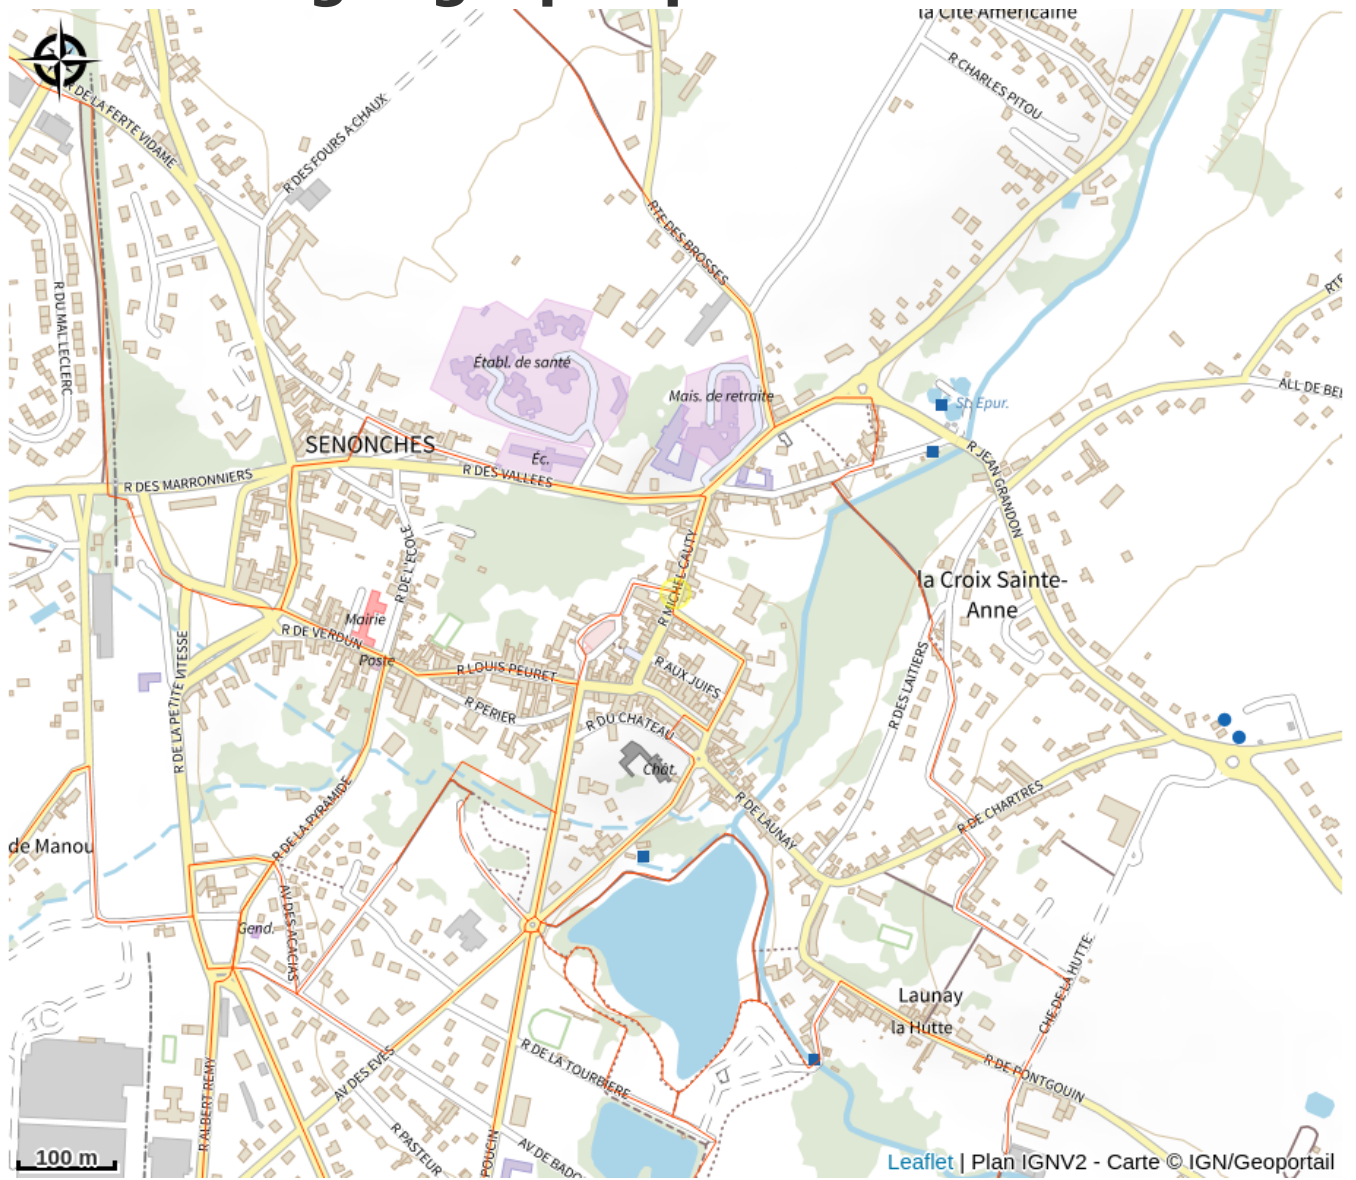 la Cité Américaine
R CHARLES PITOU
R DE LA FERTE VIDAME
R DES FOURS A CHAUX
RTE DES BROSSES
R DU MAL LECLERC
Établ. de santé
Mais. de retraite
St. Epur.
ALL DE BEL
RTE
SENONCHES
Éc.
R DES VALLEES
R DES MARRONNIERS
R JEAN GRANDON
R DE L'ECOLE
R MICHEL CAUTY
la Croix Sainte-
Anne
Mairie
R DE VERDUN
Poste
R LOUIS PEURET
R AUX JUIFS
R PERIER
R DU CHATEAU
Chât.
R DES LAITIERS
R DE LA PETITE VITESSE
R DE LA PYRAMIDE
R DE LAUNAY
R DE CHARTRES
de Manou
AV DES ACACIAS
Gend.
CHE DE LA HUTTE
Launay
la Hutte
R DE PONTGOUIN
R DE LA TOURBIERE
AV DES EVES
R ALBERT REMY
R PASTEUR
POUCIN
AV DE BADO
100 m
Leaflet | Plan IGNV2 - Carte © IGN/Geoportail